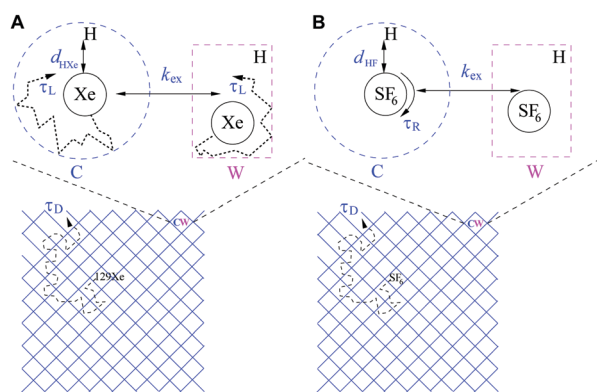 A
B
H
H
H
H
d_HXe
τ_L
Xe
k_ex
τ_L
Xe
C
W
d_HF
SF_6
τ_R
k_ex
SF_6
C
W
τ_D
CW
129Xe
τ_D
CW
SF_6